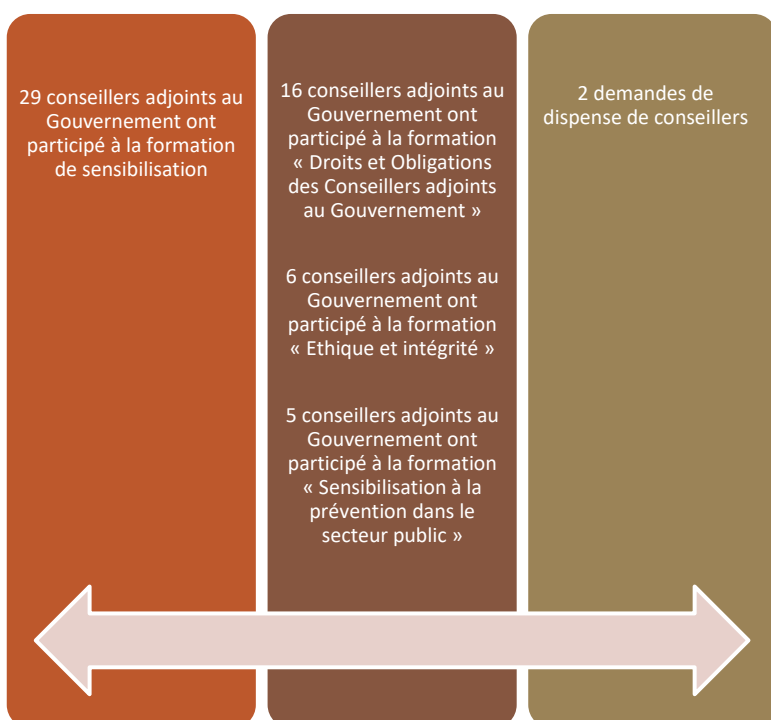 29 conseillers adjoints au
Gouvernement ont
participé à la formation
de sensibilisation
16 conseillers adjoints au
Gouvernement ont
participé à la formation
« Droits et Obligations
des Conseillers adjoints
au Gouvernement »
6 conseillers adjoints au
Gouvernement ont
participé à la formation
« Ethique et intégrité »
5 conseillers adjoints au
Gouvernement ont
participé à la formation
« Sensibilisation à la
prévention dans le
secteur public »
2 demandes de
dispense de conseillers